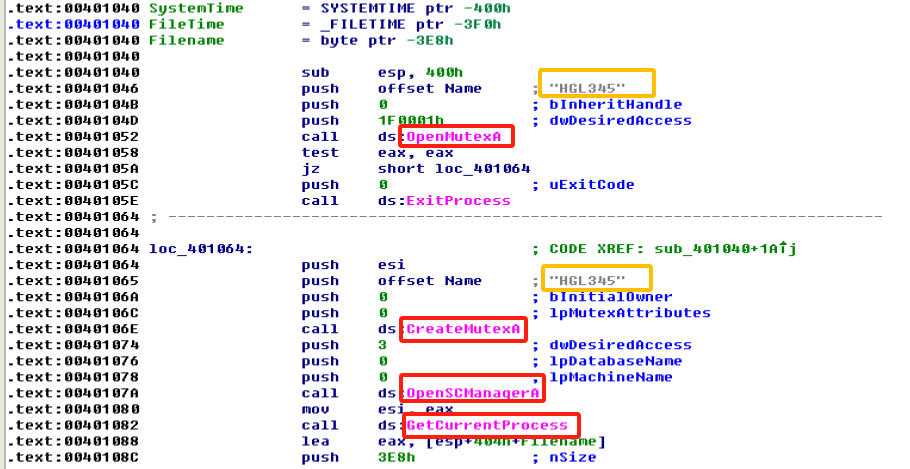 .text:00401040 SystemTime = SYSTEMTIME ptr -400h
.text:00401040 FileTime = _FILETIME ptr -3F0h
.text:00401040 Filename = byte ptr -3E8h
.text:00401040
.text:00401040 sub esp, 400h
.text:00401046 push offset Name ; "HGL345"
.text:0040104B push 0 ; bInheritHandle
.text:0040104D push 1F0001h ; dwDesiredAccess
.text:00401052 call ds:OpenMutexA
.text:00401058 test eax, eax
.text:0040105A jz short loc_401064
.text:0040105C push 0 ; uExitCode
.text:0040105E call ds:ExitProcess
.text:00401064 ; ---------------------------------------------------------------------------
.text:00401064
.text:00401064 loc_401064: ; CODE XREF: sub_401040+1AÎj
.text:00401064 push esi
.text:00401065 push offset Name ; "HGL345"
.text:0040106A push 0 ; bInitialOwner
.text:0040106C push 0 ; lpMutexAttributes
.text:0040106E call ds:CreateMutexA
.text:00401074 push 3 ; dwDesiredAccess
.text:00401076 push 0 ; lpDatabaseName
.text:00401078 push 0 ; lpMachineName
.text:0040107A call ds:OpenSCManagerA
.text:00401080 mov esi, eax
.text:00401082 call ds:GetCurrentProcess
.text:00401088 lea eax, [esp+404h+Filename]
.text:0040108C push 3E8h ; nSize